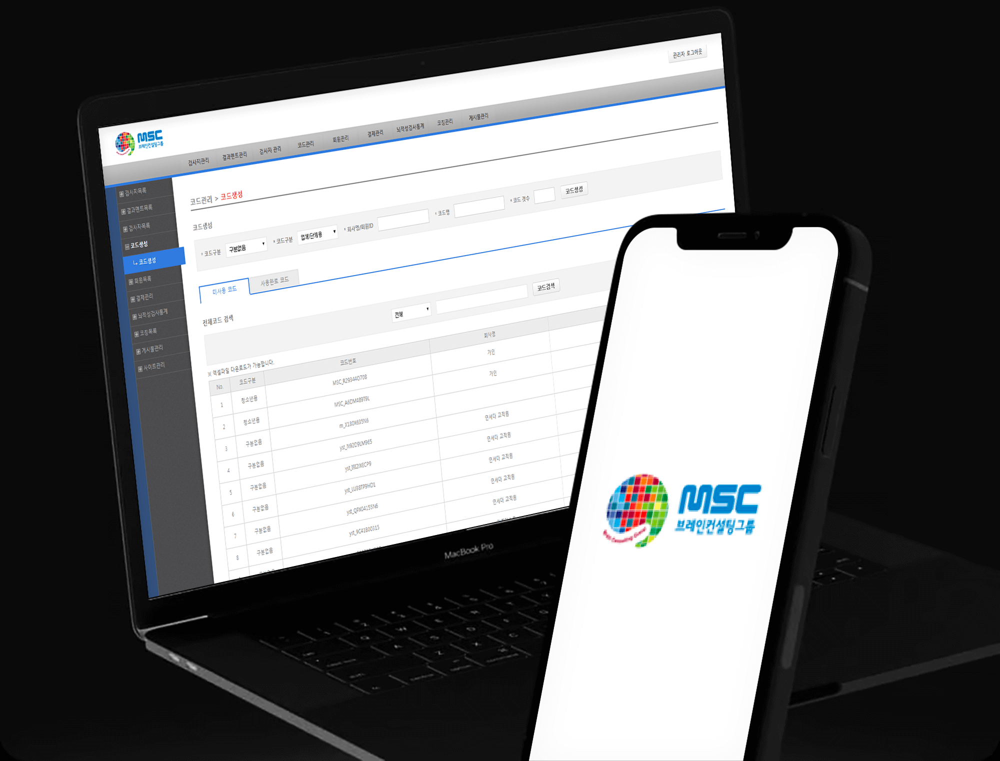 관리자 로그아웃
MSC
브레인컨설팅그룹
검사지관리 결과멘트관리 검사자 관리 코드관리 회원관리 결제관리 뇌적성검사통계 코칭관리 게시물관리
검사지목록
결과멘트목록
검사자목록
코드생성
↳ 코드생성
회원목록
결제관리
뇌적성검사통계
코칭목록
게시물관리
사이트관리
코드관리 > 코드생성
코드생성
* 코드구분 구분없음 * 코드구분 업체/단체용 * 회사명/회원ID * 코드명 * 코드 갯수 코드생성
미사용 코드 사용완료 코드
전체코드 검색
전체 코드검색
※ 엑셀파일 다운로드가 가능합니다.
No. 코드구분 코드번호 회사명
1 청소년용 MSC_R29344O708 개인
2 청소년용 MSC_A6DM489T9L 개인
3 구분없음 m_X180X635N6
4 구분없음 yst_N92D9LM965 연세다 교직원
5 구분없음 yst_I9I2IXECP9 연세다 교직원
6 구분없음 yst_LU38TP9HD1 연세다 교직원
7 구분없음 yst_QPX04155N6 연세다 교직원
8 구분없음 yst_9C41B00315 연세다 교직원
MacBook Pro
MSC
브레인컨설팅그룹